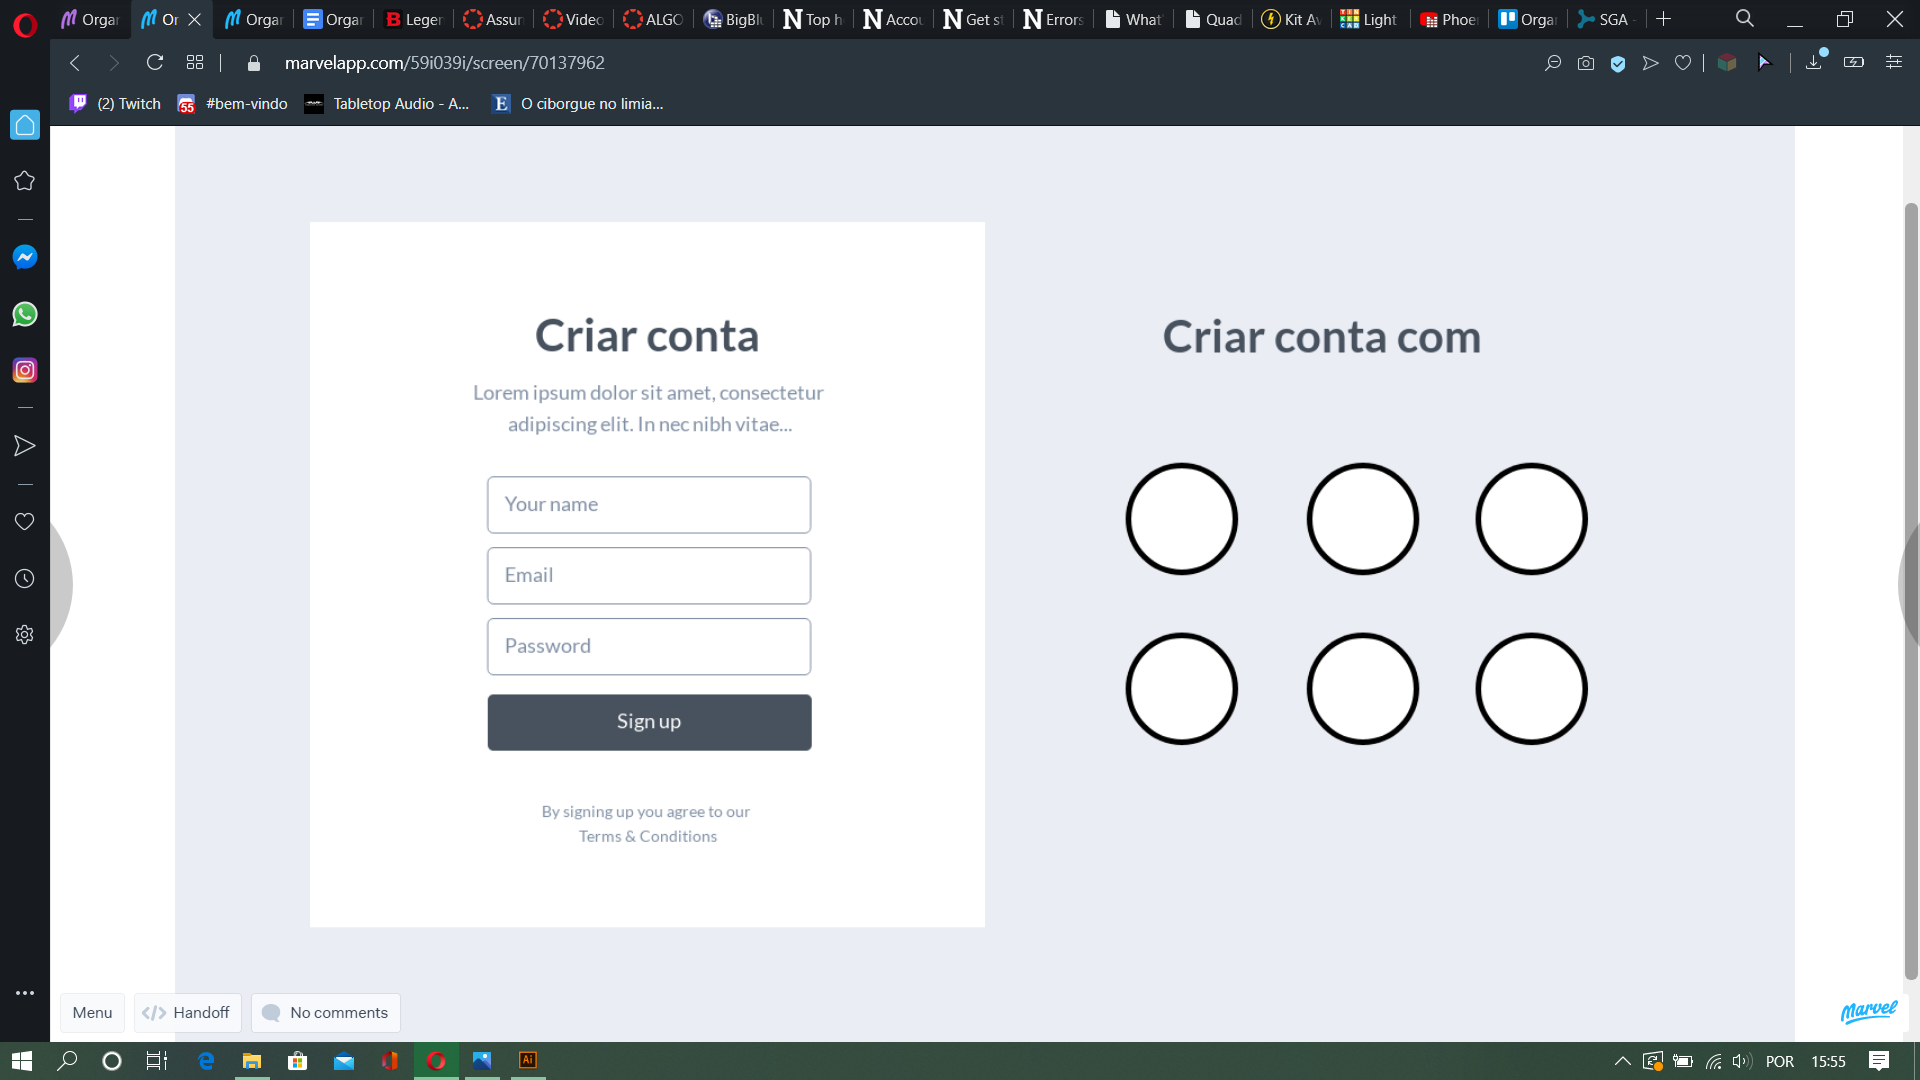 Orgar
Or
Orgar
Orgar
Leger
Assur
Video
ALGO
BigBlu
Top h
Accou
Get st
Errors
What'
Quad
Kit Av
Light
Phoe
Orgar
SGA -
marvelapp.com/59i039i/screen/70137962
(2) Twitch
#bem-vindo
Tabletop Audio - A...
O ciborgue no limia...
Criar conta
Lorem ipsum dolor sit amet, consectetur
adipiscing elit. In nec nibh vitae...
Your name
Email
Password
Sign up
By signing up you agree to our
Terms & Conditions
Criar conta com
Menu
</> Handoff
No comments
Marvel
Ai
POR
15:55